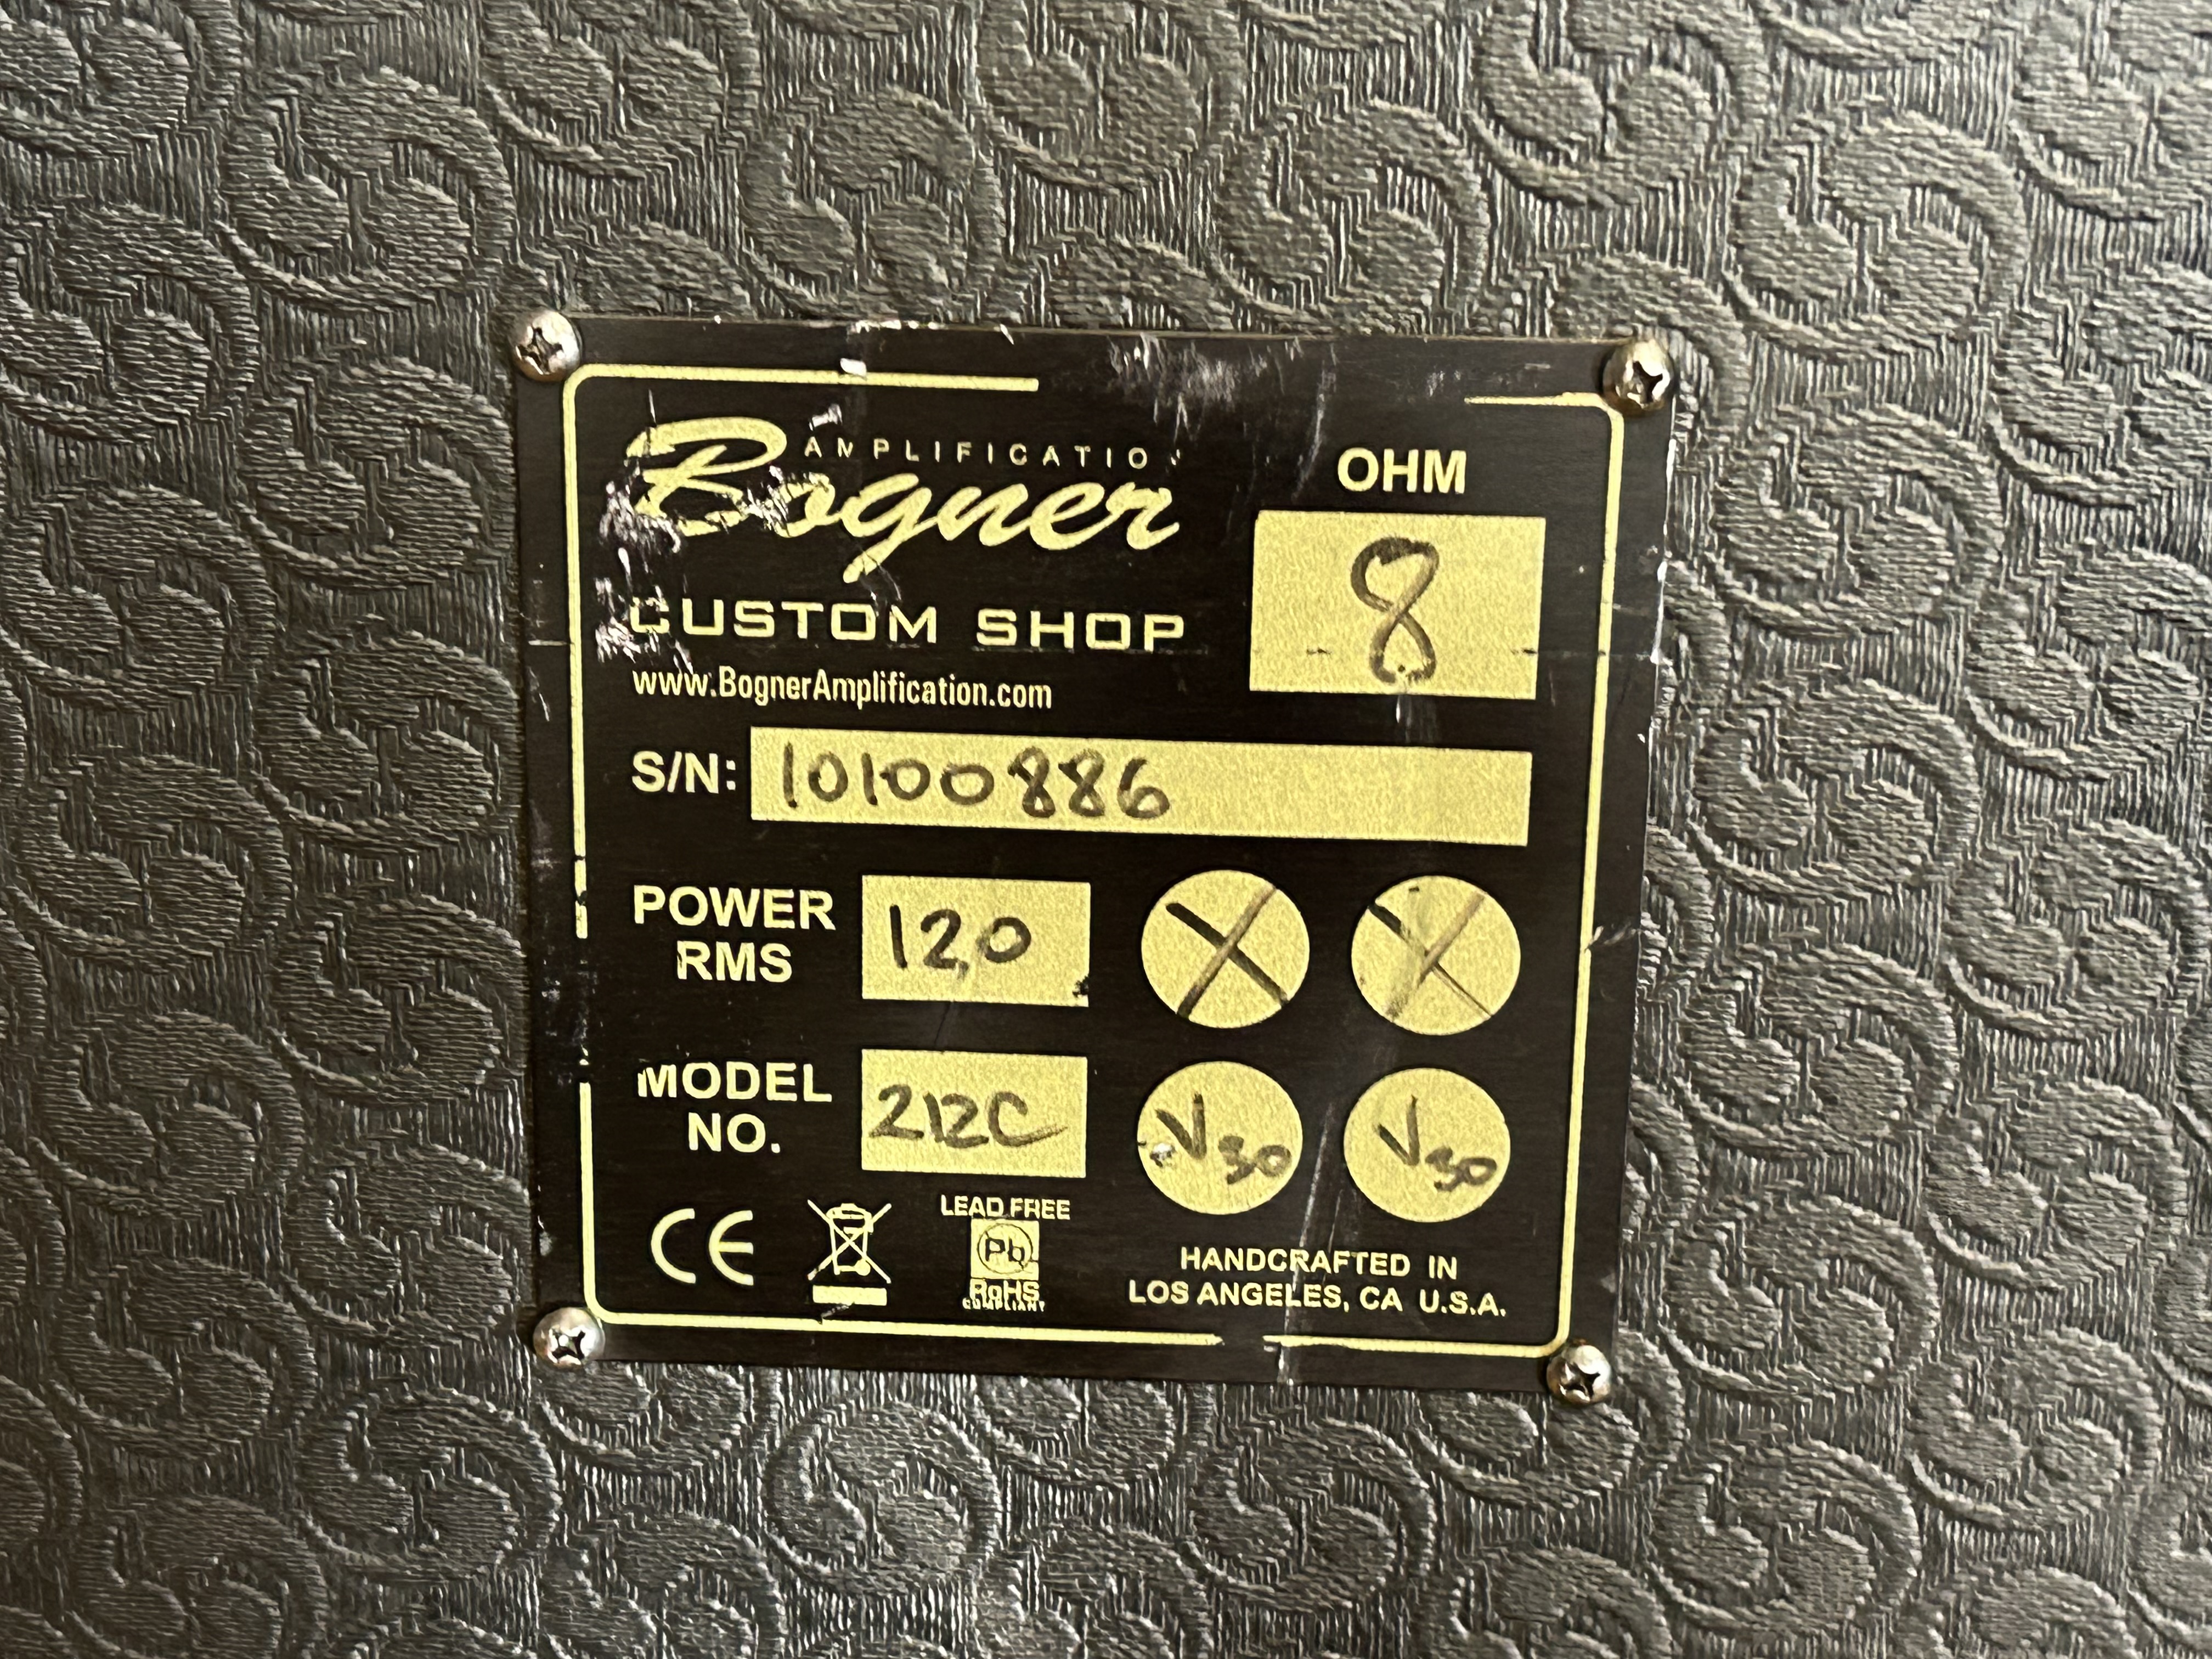 AMPLIFICATION
Bogner
CUSTOM SHOP
www.BognerAmplification.com
OHM
8
S/N: 10100886
POWER RMS 120
MODEL NO. 212C
V30 V30
CE
LEAD FREE
Pb
RoHS
COMPLIANT
HANDCRAFTED IN
LOS ANGELES, CA U.S.A.